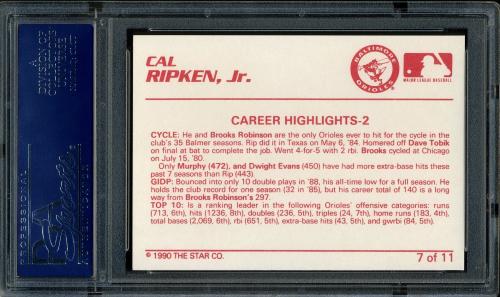 CAL
RIPKEN, Jr.
BALTIMORE
ORIOLES
MAJOR LEAGUE BASEBALL
CAREER HIGHLIGHTS-2
CYCLE: He and Brooks Robinson are the only Orioles ever to hit for the cycle in the
club's 35 Balmer seasons. Rip did it in Texas on May 6, '84. Homered off Dave Tobik
on final at bat to complete the job. Went 4-for-5 with 2 rbi. Brooks cycled at Chicago
on July 15, '60.
Only Murphy (472), and Dwight Evans (450) have had more extra-base hits these
past 7 seasons than Rip (443).
GIDP: Bounced into only 10 double plays in '88, his all-time low for a full season. He
holds the club record for one season (32 in '85), but his career total of 140 is a long
way from Brooks Robinson's 297.
TOP 10: Is a ranking leader in the following Orioles' offensive categories: runs
(713, 6th), hits (1236, 8th), doubles (236, 5th), triples (24, 7th), home runs (183, 4th),
total bases (2,069, 6th), rbi (651, 5th), extra-base hits (43, 5th), and gwrbi (84, 5th).
© 1990 THE STAR CO.
7 of 11
A
DIVISION OF
COLLECTORS
UNIVERSE
PSA
PROFESSIONAL